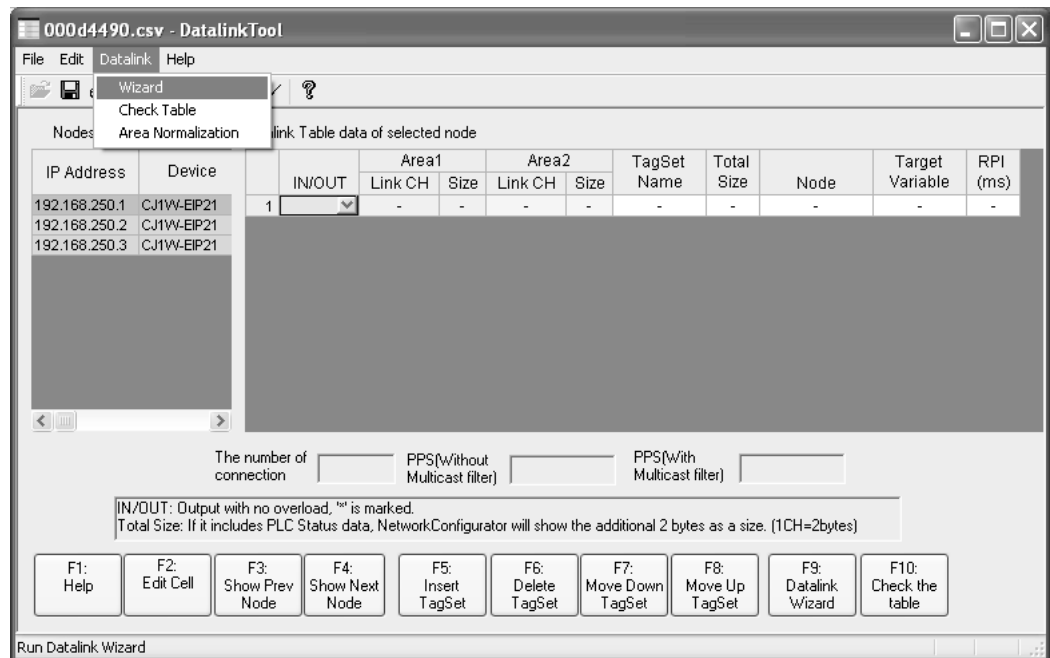 000d4490.csv - DatalinkTool
File Edit Datalink Help
Wizard
Check Table
Area Normalization
Nodes
link Table data of selected node
IP Address Device
192.168.250.1 CJ1W-EIP21
192.168.250.2 CJ1W-EIP21
192.168.250.3 CJ1W-EIP21
IN/OUT Area1 Area2 TagSet Name Total Size Node Target Variable RPI (ms)
Link CH Size Link CH Size
1 - - - - - - - - -
The number of connection
PPS(Without Multicast filter)
PPS(With Multicast filter)
IN/OUT: Output with no overload, '*' is marked.
Total Size: If it includes PLC Status data, NetworkConfigurator will show the additional 2 bytes as a size. (1CH=2bytes)
F1: Help
F2: Edit Cell
F3: Show Prev Node
F4: Show Next Node
F5: Insert TagSet
F6: Delete TagSet
F7: Move Down TagSet
F8: Move Up TagSet
F9: Datalink Wizard
F10: Check the table
Run Datalink Wizard